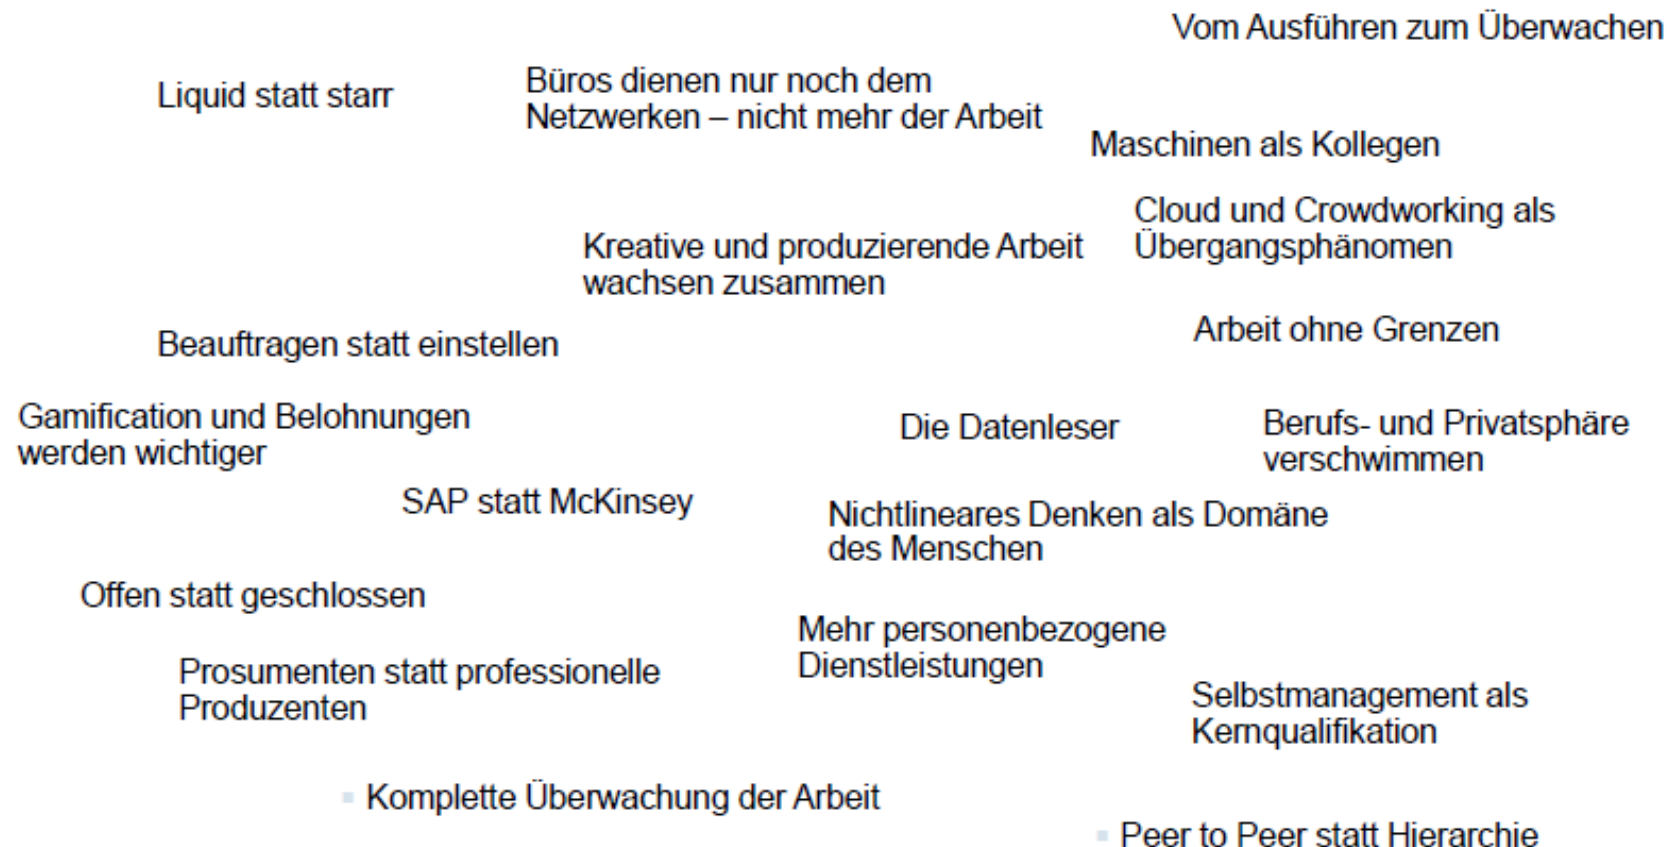 Vom Ausführen zum Überwachen
Liquid statt starr
Büros dienen nur noch dem
Netzwerken – nicht mehr der Arbeit
Maschinen als Kollegen
Cloud und Crowdworking als
Übergangsphänomen
Kreative und produzierende Arbeit
wachsen zusammen
Arbeit ohne Grenzen
Beauftragen statt einstellen
Gamification und Belohnungen
werden wichtiger
Die Datenleser
Berufs- und Privatsphäre
verschwimmen
SAP statt McKinsey
Nichtlineares Denken als Domäne
des Menschen
Offen statt geschlossen
Mehr personenbezogene
Dienstleistungen
Prosumenten statt professionelle
Produzenten
Selbstmanagement als
Kernqualifikation
▪ Komplette Überwachung der Arbeit
▪ Peer to Peer statt Hierarchie